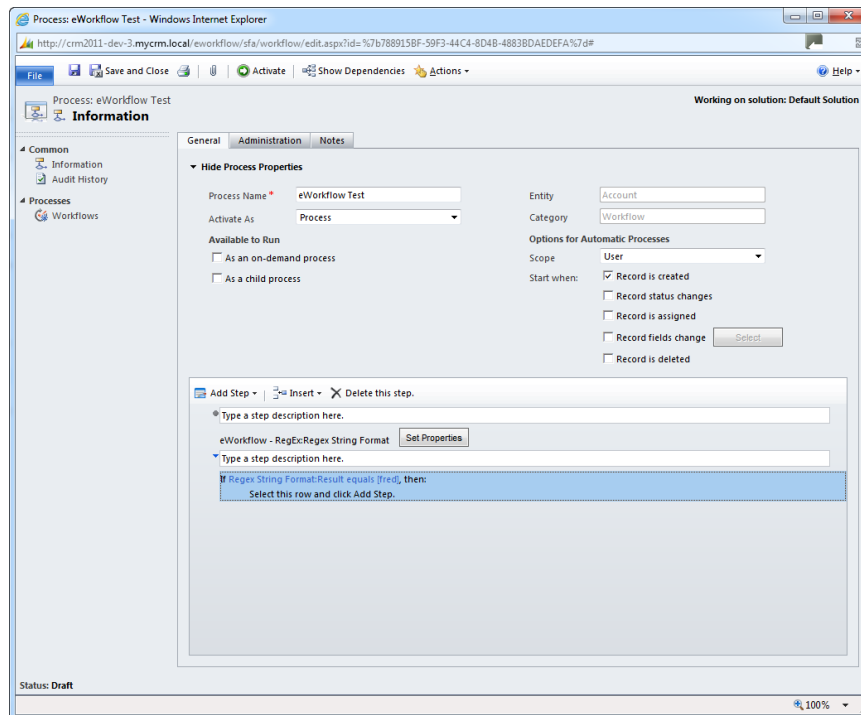 Process: eWorkflow Test - Windows Internet Explorer
http://crm2011-dev-3.mycrm.local/eworkflow/sfa/workflow/edit.aspx?id=%7b788915BF-59F3-44C4-8D4B-4883BDAEDEFA%7d#
File Save and Close Activate Show Dependencies Actions Help
Process: eWorkflow Test
Information
Working on solution: Default Solution
Common
Information
Audit History
Processes
Workflows
General Administration Notes
Hide Process Properties
Process Name * eWorkflow Test
Activate As Process
Available to Run
As an on-demand process
As a child process
Entity Account
Category Workflow
Options for Automatic Processes
Scope User
Start when: Record is created
Record status changes
Record is assigned
Record fields change Select
Record is deleted
Add Step Insert Delete this step.
Type a step description here.
eWorkflow - RegEx:Regex String Format Set Properties
Type a step description here.
If Regex String Format:Result equals [fred], then:
Select this row and click Add Step.
Status: Draft
100%